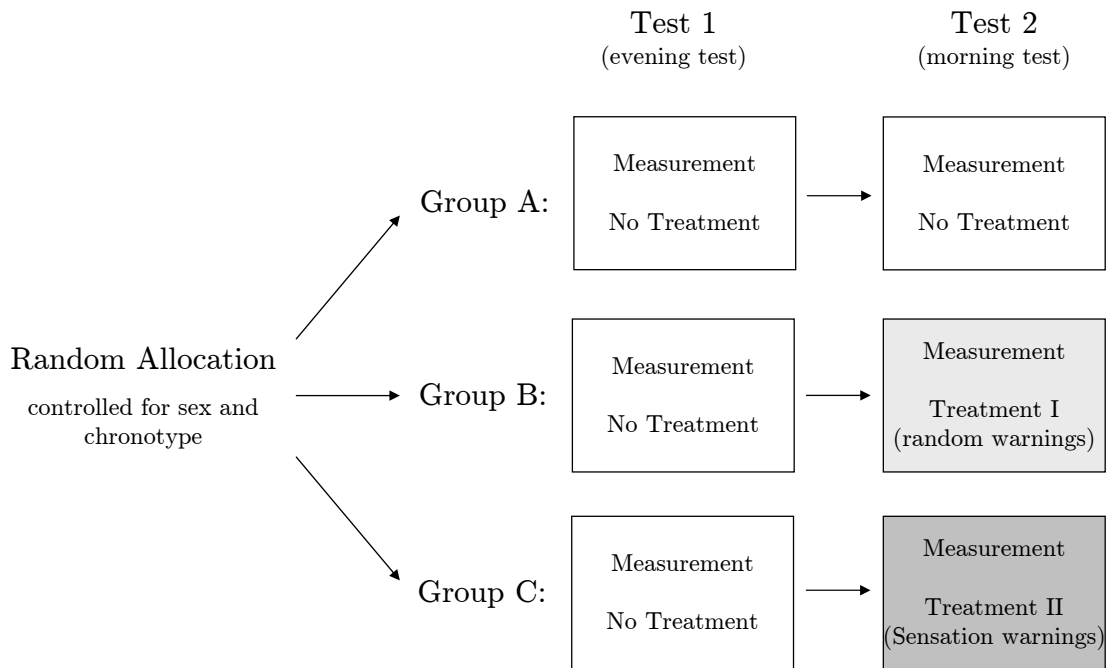 Test 1
(evening test)
Test 2
(morning test)
Random Allocation
controlled for sex and
chronotype
Group A:
Measurement
No Treatment
Measurement
No Treatment
Group B:
Measurement
No Treatment
Measurement
Treatment I
(random warnings)
Group C:
Measurement
No Treatment
Measurement
Treatment II
(Sensation warnings)